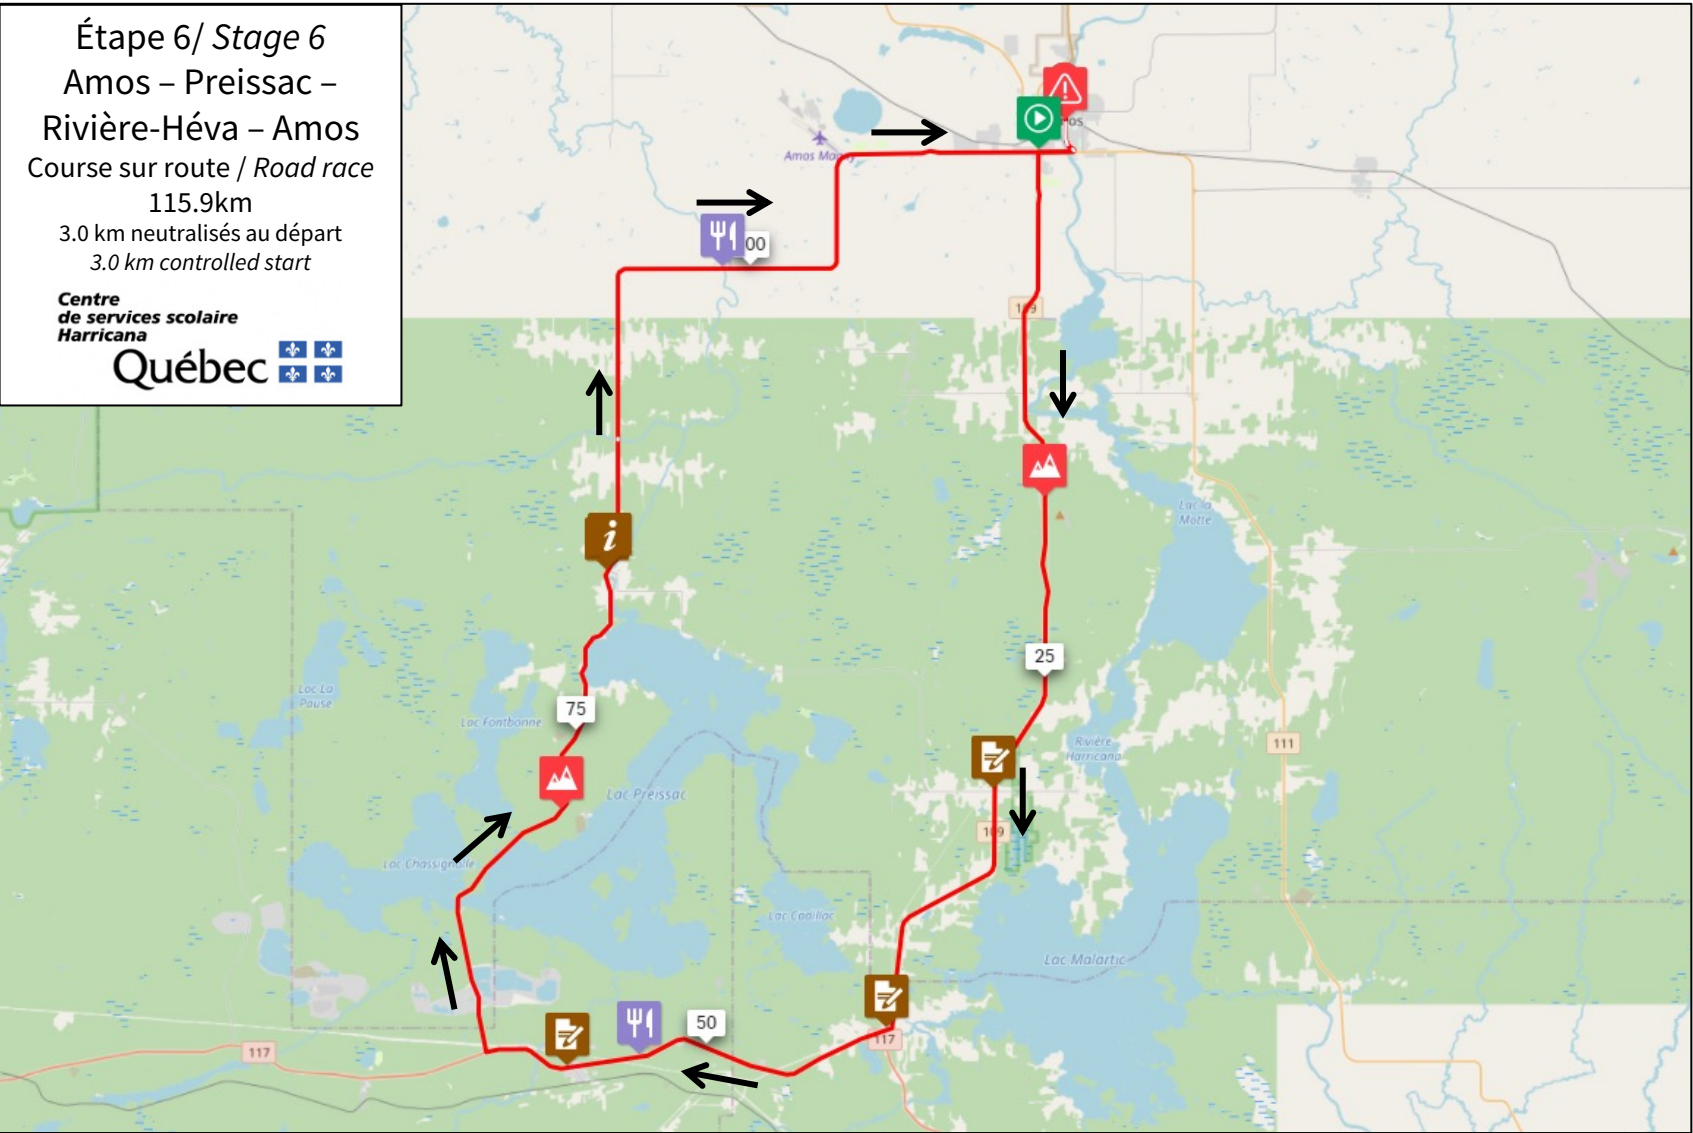 Étape 6/ Stage 6
Amos – Preissac –
Rivière-Héva – Amos
Course sur route / Road race
115.9km
3.0 km neutralisés au départ
3.0 km controlled start
Centre
de services scolaire
Harricana
Québec
Amos
00
109
Lac la
Motte
25
Lac La
Pause
Lac Fontbonne
75
Rivière
Harricana
111
Lac Preissac
109
Lac Chassignolle
Lac Cadillac
Lac Malartic
50
117
117